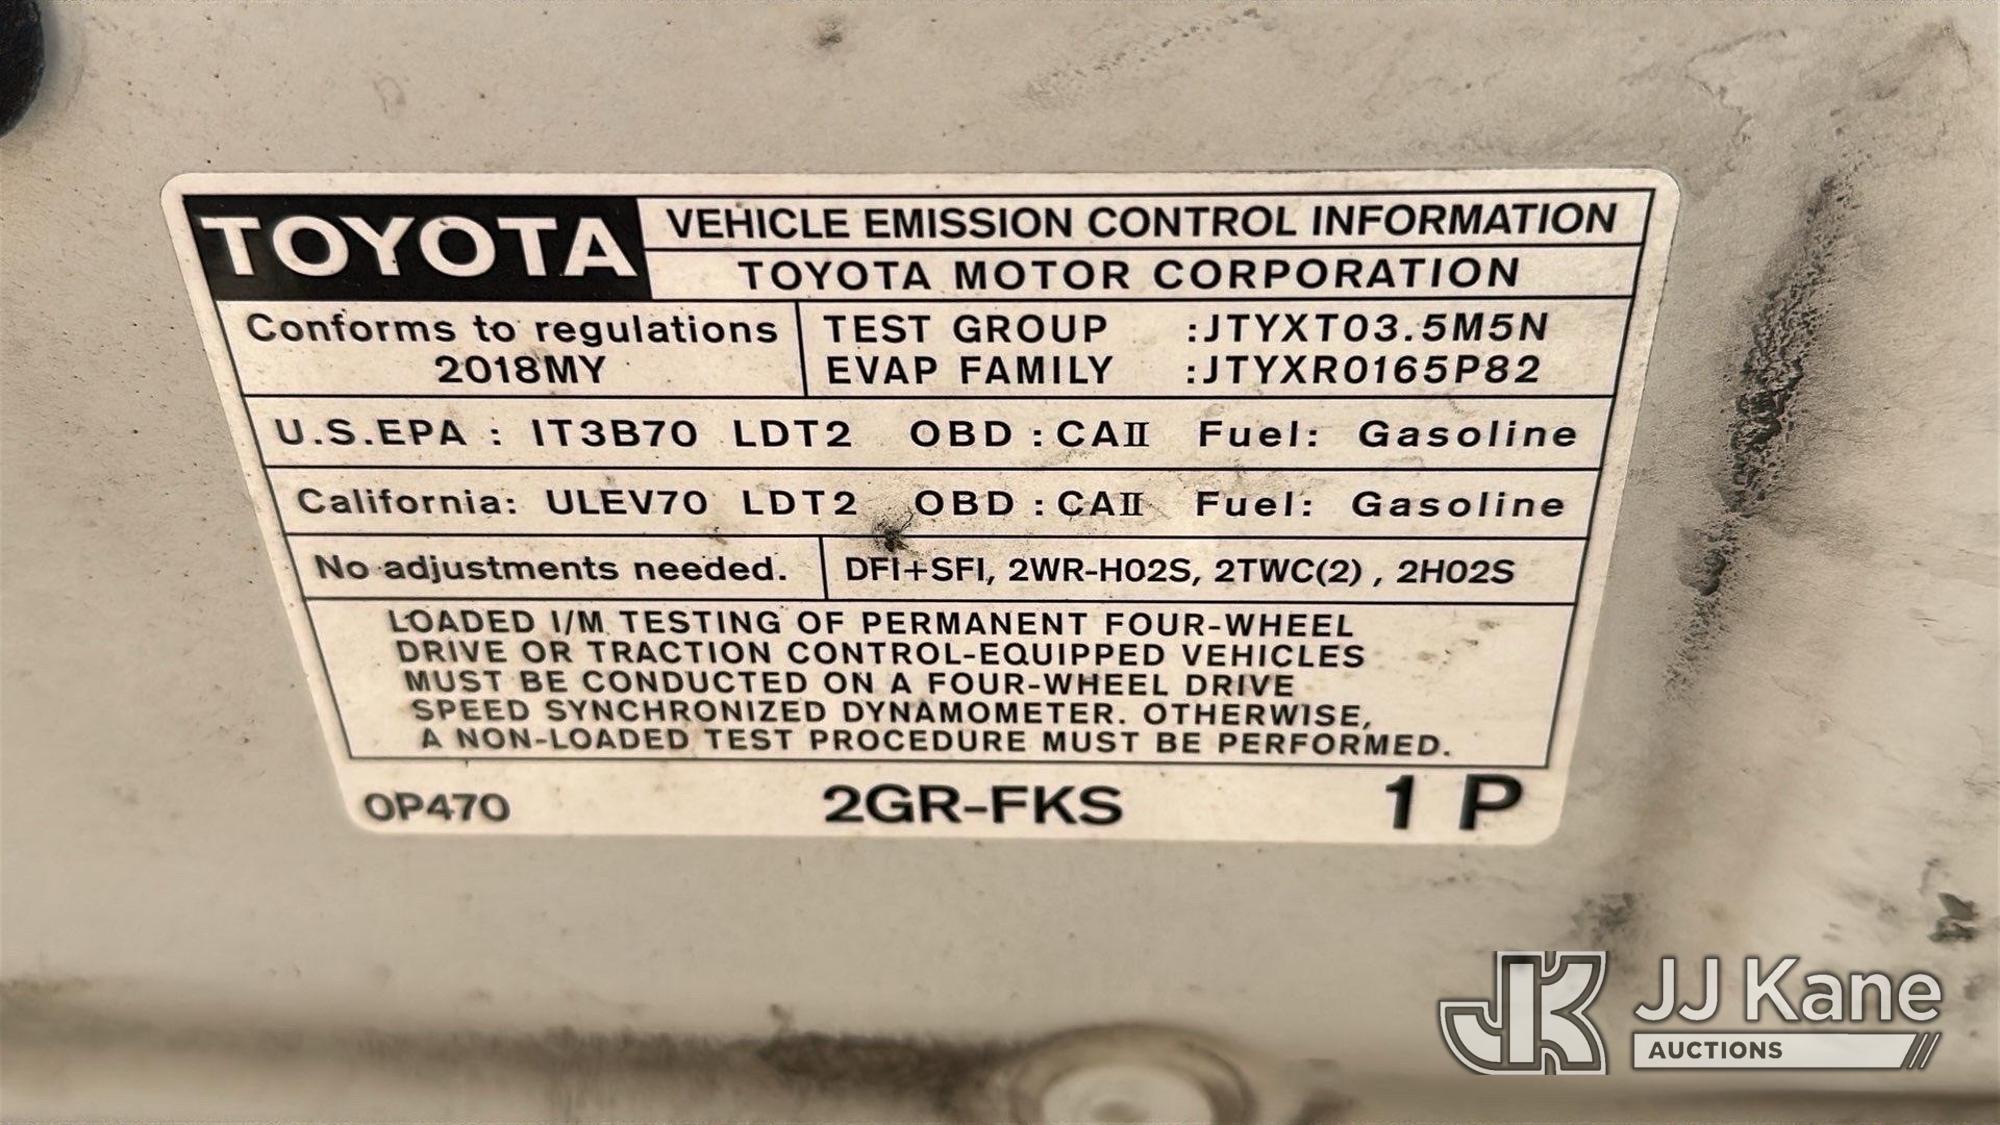 TOYOTA VEHICLE EMISSION CONTROL INFORMATION
TOYOTA MOTOR CORPORATION
Conforms to regulations
2018MY
TEST GROUP :JTYXT03.5M5N
EVAP FAMILY :JTYXR0165P82
U.S.EPA : IT3B70 LDT2 OBD : CAII Fuel: Gasoline
California: ULEV70 LDT2 OBD : CAII Fuel: Gasoline
No adjustments needed. DFI+SFI, 2WR-HO2S, 2TWC(2) , 2HO2S
LOADED I/M TESTING OF PERMANENT FOUR-WHEEL
DRIVE OR TRACTION CONTROL-EQUIPPED VEHICLES
MUST BE CONDUCTED ON A FOUR-WHEEL DRIVE
SPEED SYNCHRONIZED DYNAMOMETER. OTHERWISE,
A NON-LOADED TEST PROCEDURE MUST BE PERFORMED.
0P470 2GR-FKS 1 P
JK JJ Kane
AUCTIONS